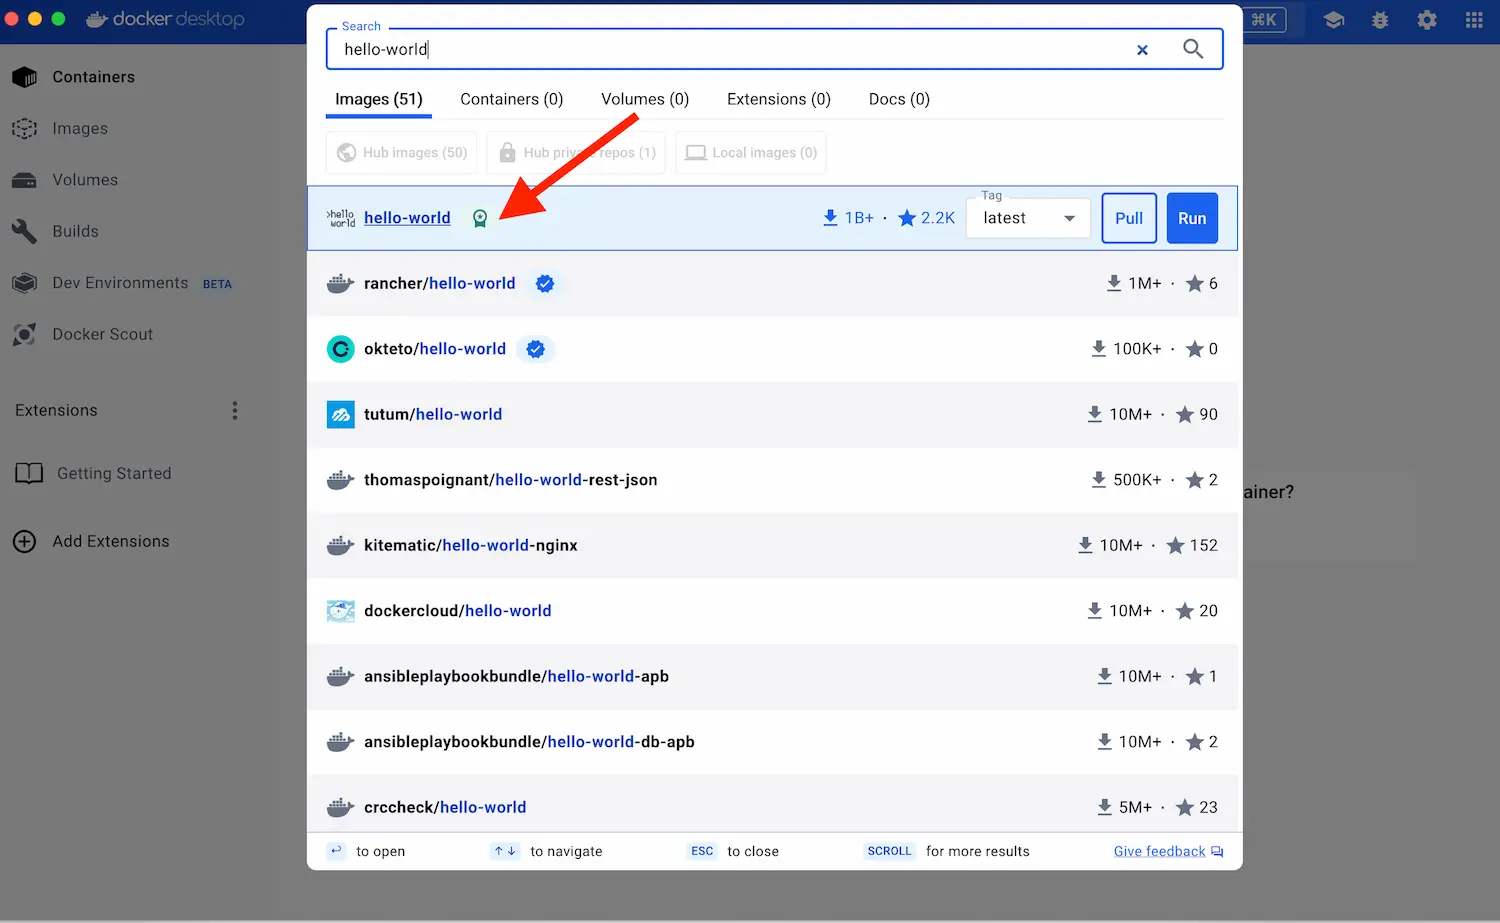 docker desktop
⌘K
Containers
Images
Volumes
Builds
Dev Environments BETA
Docker Scout
Extensions
Getting Started
Add Extensions
Search
hello-world
Images (51) Containers (0) Volumes (0) Extensions (0) Docs (0)
Hub images (50) Hub private repos (1) Local images (0)
>hello world hello-world 1B+ · 2.2K Tag latest Pull Run
rancher/hello-world 1M+ · 6
okteto/hello-world 100K+ · 0
tutum/hello-world 10M+ · 90
thomaspoignant/hello-world-rest-json 500K+ · 2
kitematic/hello-world-nginx 10M+ · 152
dockercloud/hello-world 10M+ · 20
ansibleplaybookbundle/hello-world-apb 10M+ · 1
ansibleplaybookbundle/hello-world-db-apb 10M+ · 2
crccheck/hello-world 5M+ · 23
to open ↑ ↓ to navigate ESC to close SCROLL for more results Give feedback
ainer?